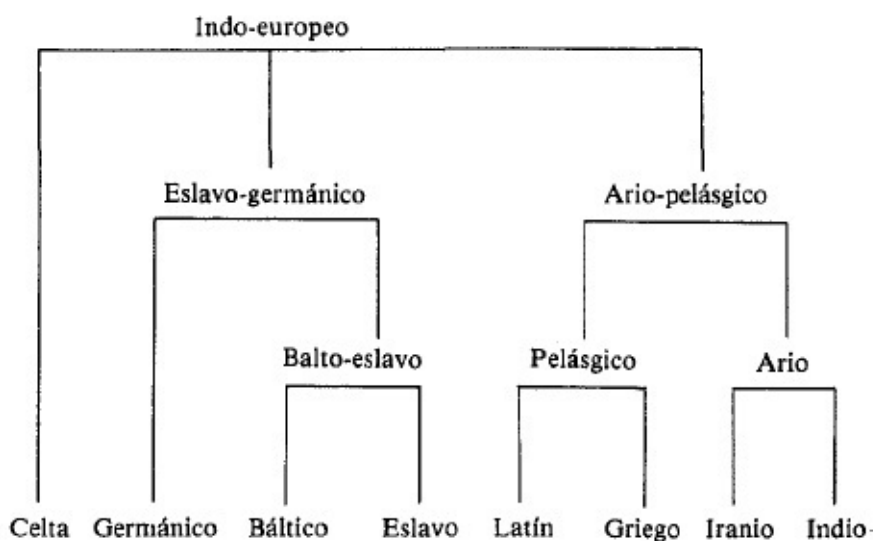 Indo-europeo
Eslavo-germánico Ario-pelásgico
Balto-eslavo Pelásgico Ario
Celta Germánico Báltico Eslavo Latín Griego Iranio Indio